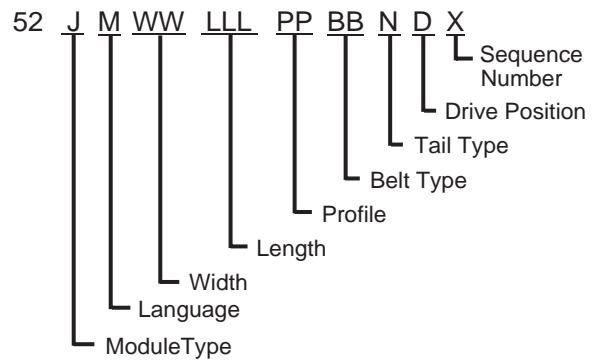 52 J M WW LLL PP BB N D X
Sequence
Number
Drive Position
Tail Type
Belt Type
Profile
Length
Width
Language
ModuleType